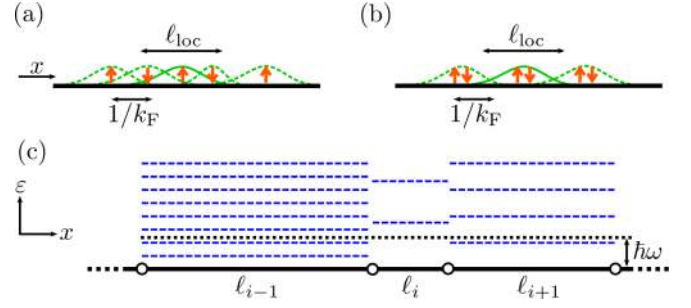 (a)
ℓloc
x
1/kF
(b)
ℓloc
1/kF
(c)
ε
x
ℏω
ℓi−1
ℓi
ℓi+1